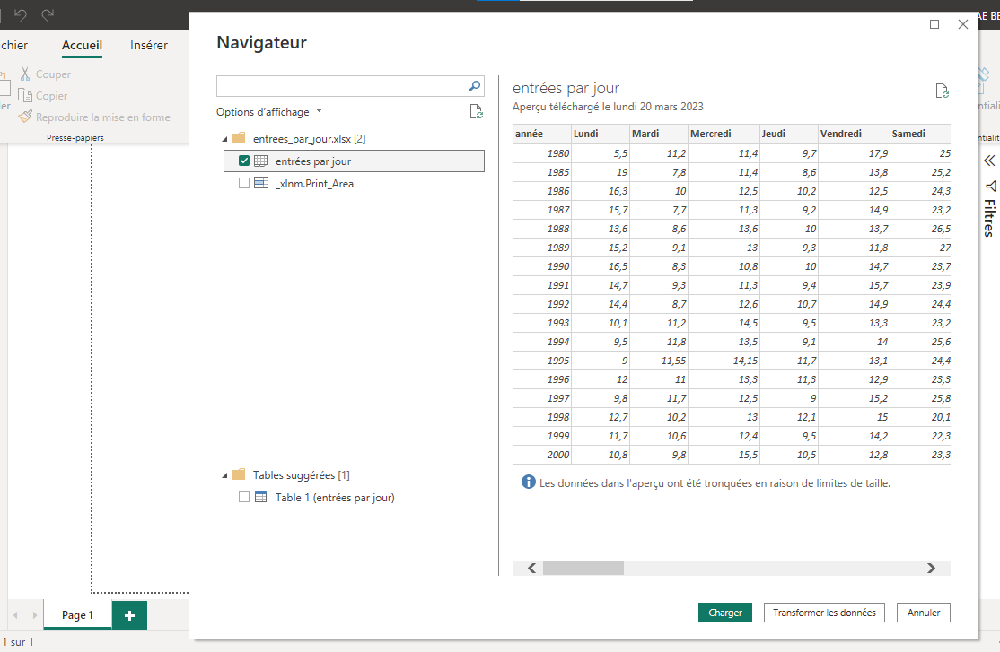 AE BE
chier Accueil Insérer
Couper
Copier
Reproduire la mise en forme
Presse-papiers
Navigateur
Options d'affichage
entrees_par_jour.xlsx [2]
entrées par jour
_xlnm.Print_Area
Tables suggérées [1]
Table 1 (entrées par jour)
entrées par jour
Aperçu téléchargé le lundi 20 mars 2023
année Lundi Mardi Mercredi Jeudi Vendredi Samedi
1980 5,5 11,2 11,4 9,7 17,9 25
1985 19 7,8 11,4 8,6 13,8 25,2
1986 16,3 10 12,5 10,2 12,5 24,3
1987 15,7 7,7 11,3 9,2 14,9 23,2
1988 13,6 8,6 13,6 10 13,7 26,5
1989 15,2 9,1 13 9,3 11,8 27
1990 16,5 8,3 10,8 10 14,7 23,7
1991 14,7 9,3 11,3 9,4 15,7 23,9
1992 14,4 8,7 12,6 10,7 14,9 24,4
1993 10,1 11,2 14,5 9,5 13,3 23,2
1994 9,5 11,8 13,5 9,1 14 25,6
1995 9 11,55 14,15 11,7 13,1 24,4
1996 12 11 13,3 11,3 12,9 23,3
1997 9,8 11,7 12,5 9 15,2 25,8
1998 12,7 10,2 13 12,1 15 20,1
1999 11,7 10,6 12,4 9,5 14,2 22,3
2000 10,8 9,8 15,5 10,5 12,8 23,3
Les données dans l'aperçu ont été tronquées en raison de limites de taille.
Charger Transformer les données Annuler
Filtres
Page 1
1 sur 1